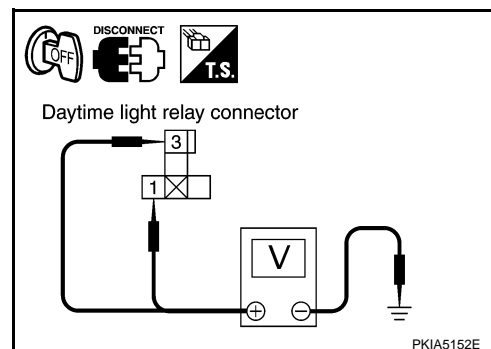 DISCONNECT
OFF
T.S.
Daytime light relay connector
3
1
V
+ −
PKIA5152E